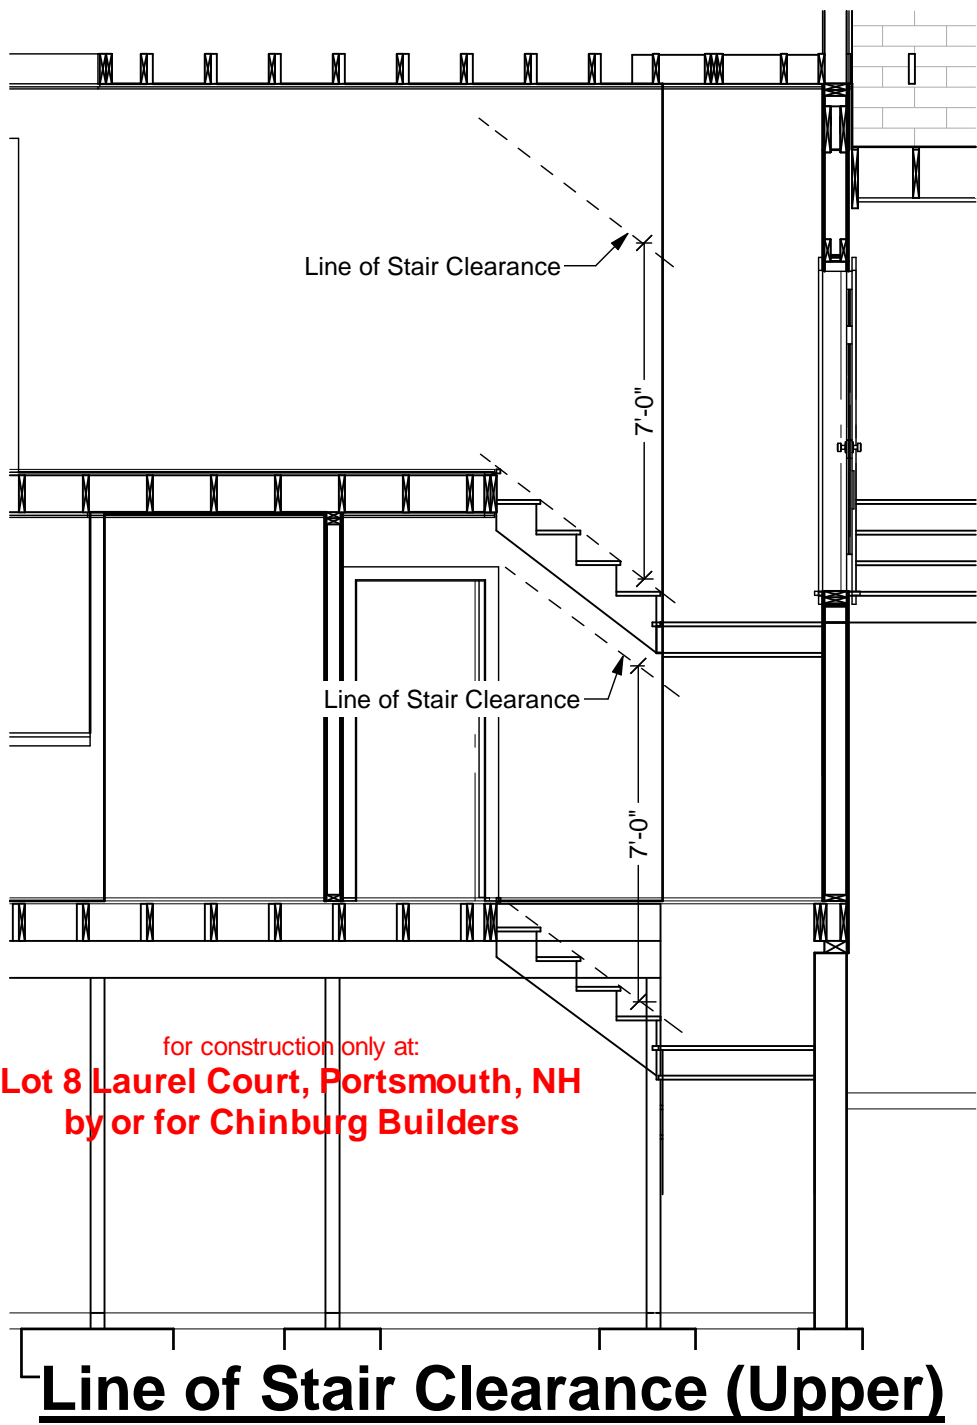 Line of Stair Clearance
7'-0"
Line of Stair Clearance
7'-0"
for construction only at:
Lot 8 Laurel Court, Portsmouth, NH
by or for Chinburg Builders
Line of Stair Clearance (Upper)